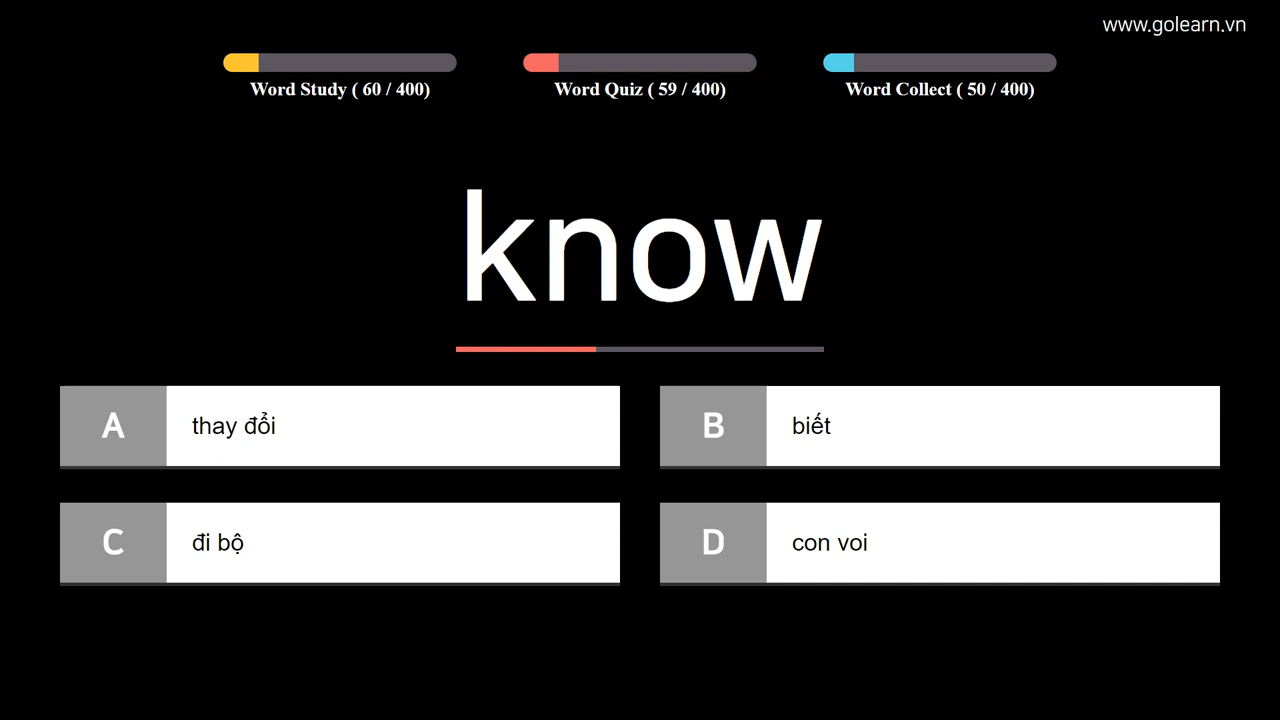 www.golearn.vn
Word Study ( 60 / 400)
Word Quiz ( 59 / 400)
Word Collect ( 50 / 400)
know
A thay đổi
B biết
C đi bộ
D con voi